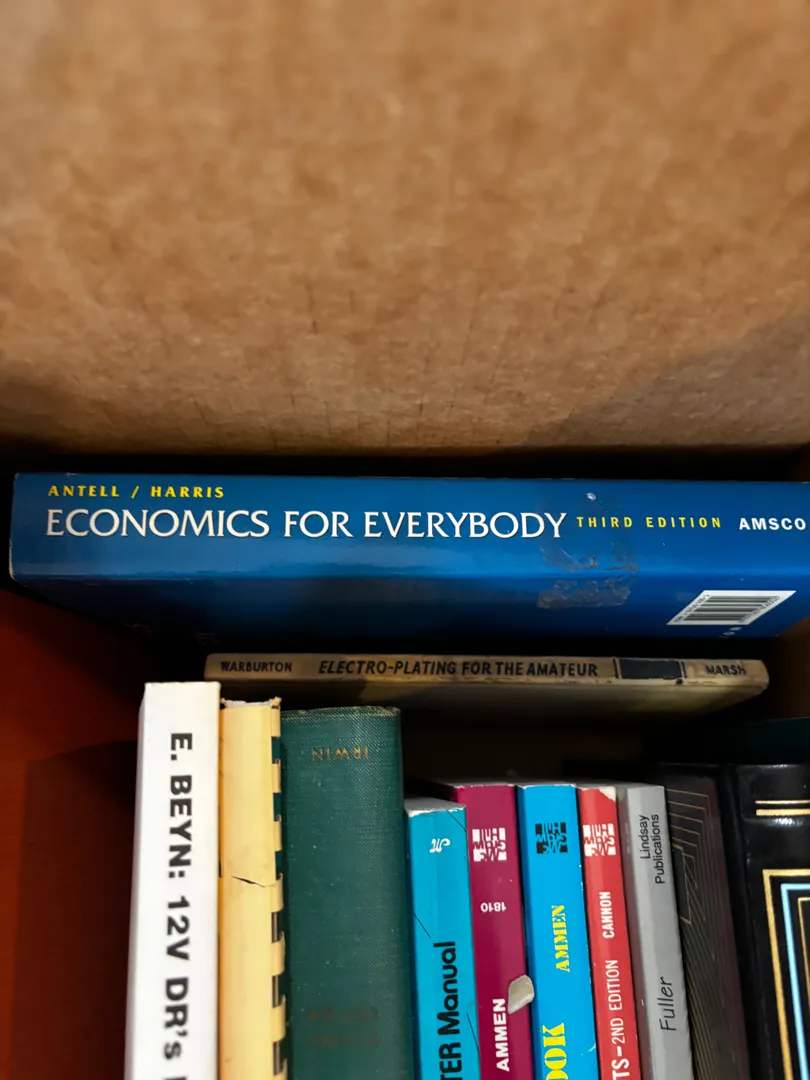 ANTELL / HARRIS
ECONOMICS FOR EVERYBODY THIRD EDITION AMSCO
WARBURTON ELECTRO-PLATING FOR THE AMATEUR MARSH
E. BEYN: 12V DR's
IRWIN
TER Manual
1810
AMMEN
AMMEN
OOK
CANNON
TS-2ND EDITION
Lindsay
Publications
Fuller